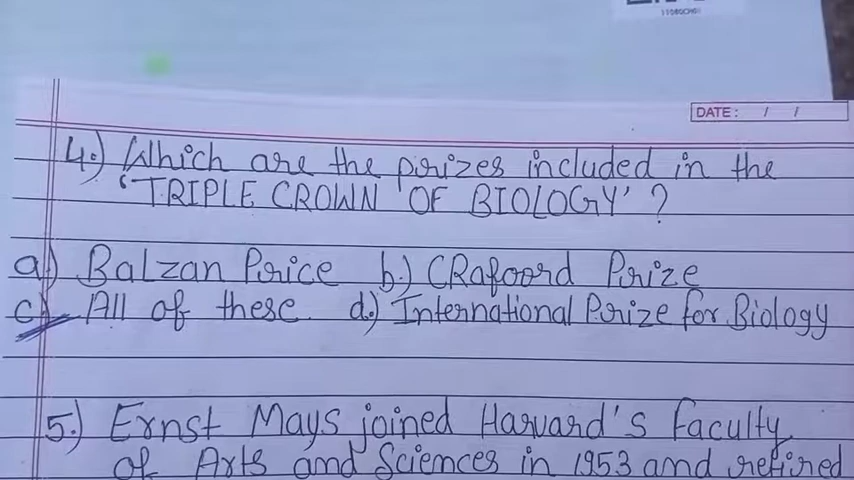 11080CH01
DATE: / /
4.) Which are the prizes included in the
'TRIPLE CROWN OF BIOLOGY' ?
a) Balzan Price b.) CRafoord Prize
c) All of these. d.) International Prize for Biology
5.) Ernst Mays joined Harvard's faculty
of Arts and Sciences in 1953 and retired